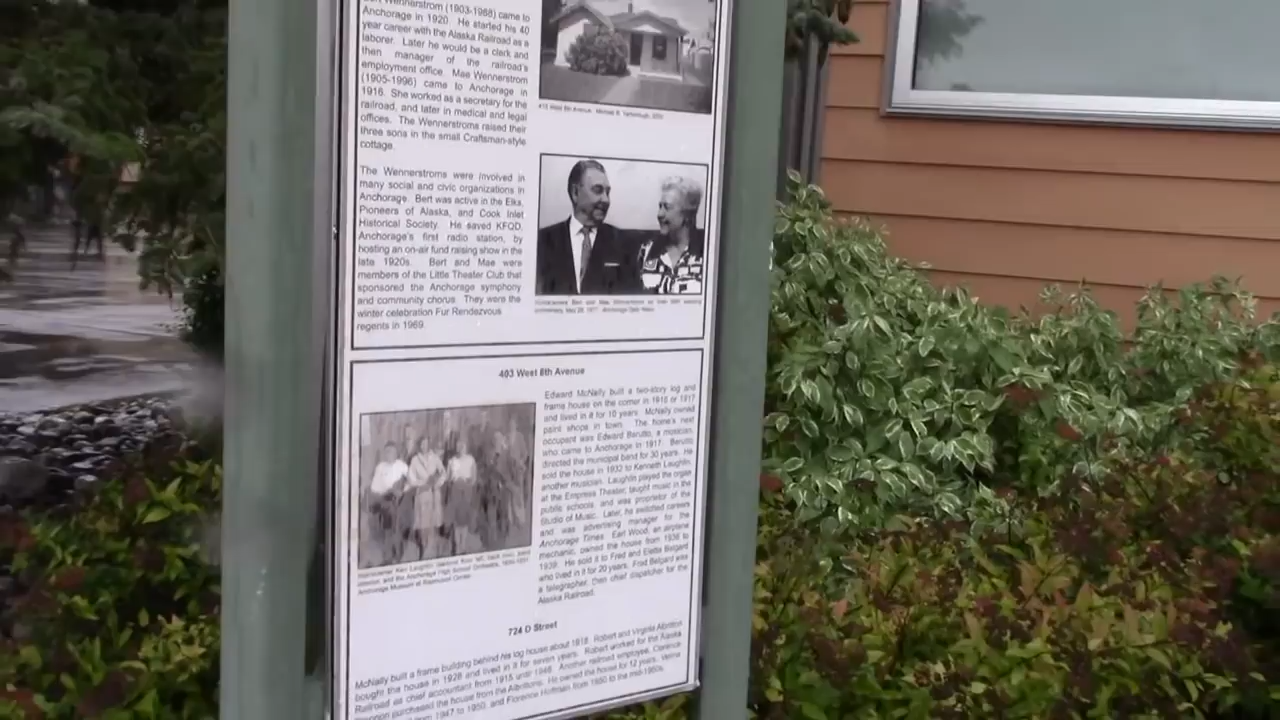 Wennerstrom (1903-1988) came to
Anchorage in 1920. He started his 40
year career with the Alaska Railroad as a
laborer. Later he would be a clerk and
then manager of the railroad's
employment office. Mae Wennerstrom
(1905-1996) came to Anchorage in
1916. She worked as a secretary for the
railroad, and later in medical and legal
offices. The Wennerstroms raised their
three sons in the small Craftsman-style
cottage.
The Wennerstroms were involved in
many social and civic organizations in
Anchorage. Bert was active in the Elks,
Pioneers of Alaska, and Cook Inlet
Historical Society. He saved KFQD,
Anchorage's first radio station, by
hosting an on-air fund raising show in the
late 1920s. Bert and Mae were
members of the Little Theater Club that
sponsored the Anchorage symphony
and community chorus. They were the
winter celebration Fur Rendezvous
regents in 1969.
403 West 8th Avenue
Edward McNally built a two-story log and
frame house on the corner in 1916 or 1917
and lived in it for 10 years. McNally owned
paint shops in town. The home's next
occupant was Edward Berutto, a musician,
who came to Anchorage in 1917. Berutto
directed the municipal band for 30 years. He
sold the house in 1932 to Kenneth Laughlin,
another musician. Laughlin played the organ
at the Empress Theater, taught music in the
public schools, and was proprietor of the
Studio of Music. Later, he switched careers
and was advertising manager for the
Anchorage Times. Earl Wood, an airplane
mechanic, owned the house from 1936 to
1939. He sold it to Fred and Eletta Belgard
who lived in it for 20 years. Fred Belgard was
a telegrapher, then chief dispatcher, for the
Alaska Railroad.
724 D Street
McNally built a frame building behind his log house about 1918. Robert and Virginia Albrittton
bought the house in 1928 and lived in it for seven years. Robert worked for the Alaska
Railroad as chief accountant from 1915 until 1948. Another railroad employee, Clarence
purchased the house from the Albrittons. He owned the house for 12 years. Verna
from 1947 to 1950, and Florence Hoffman from 1950 to the mid-1960s.